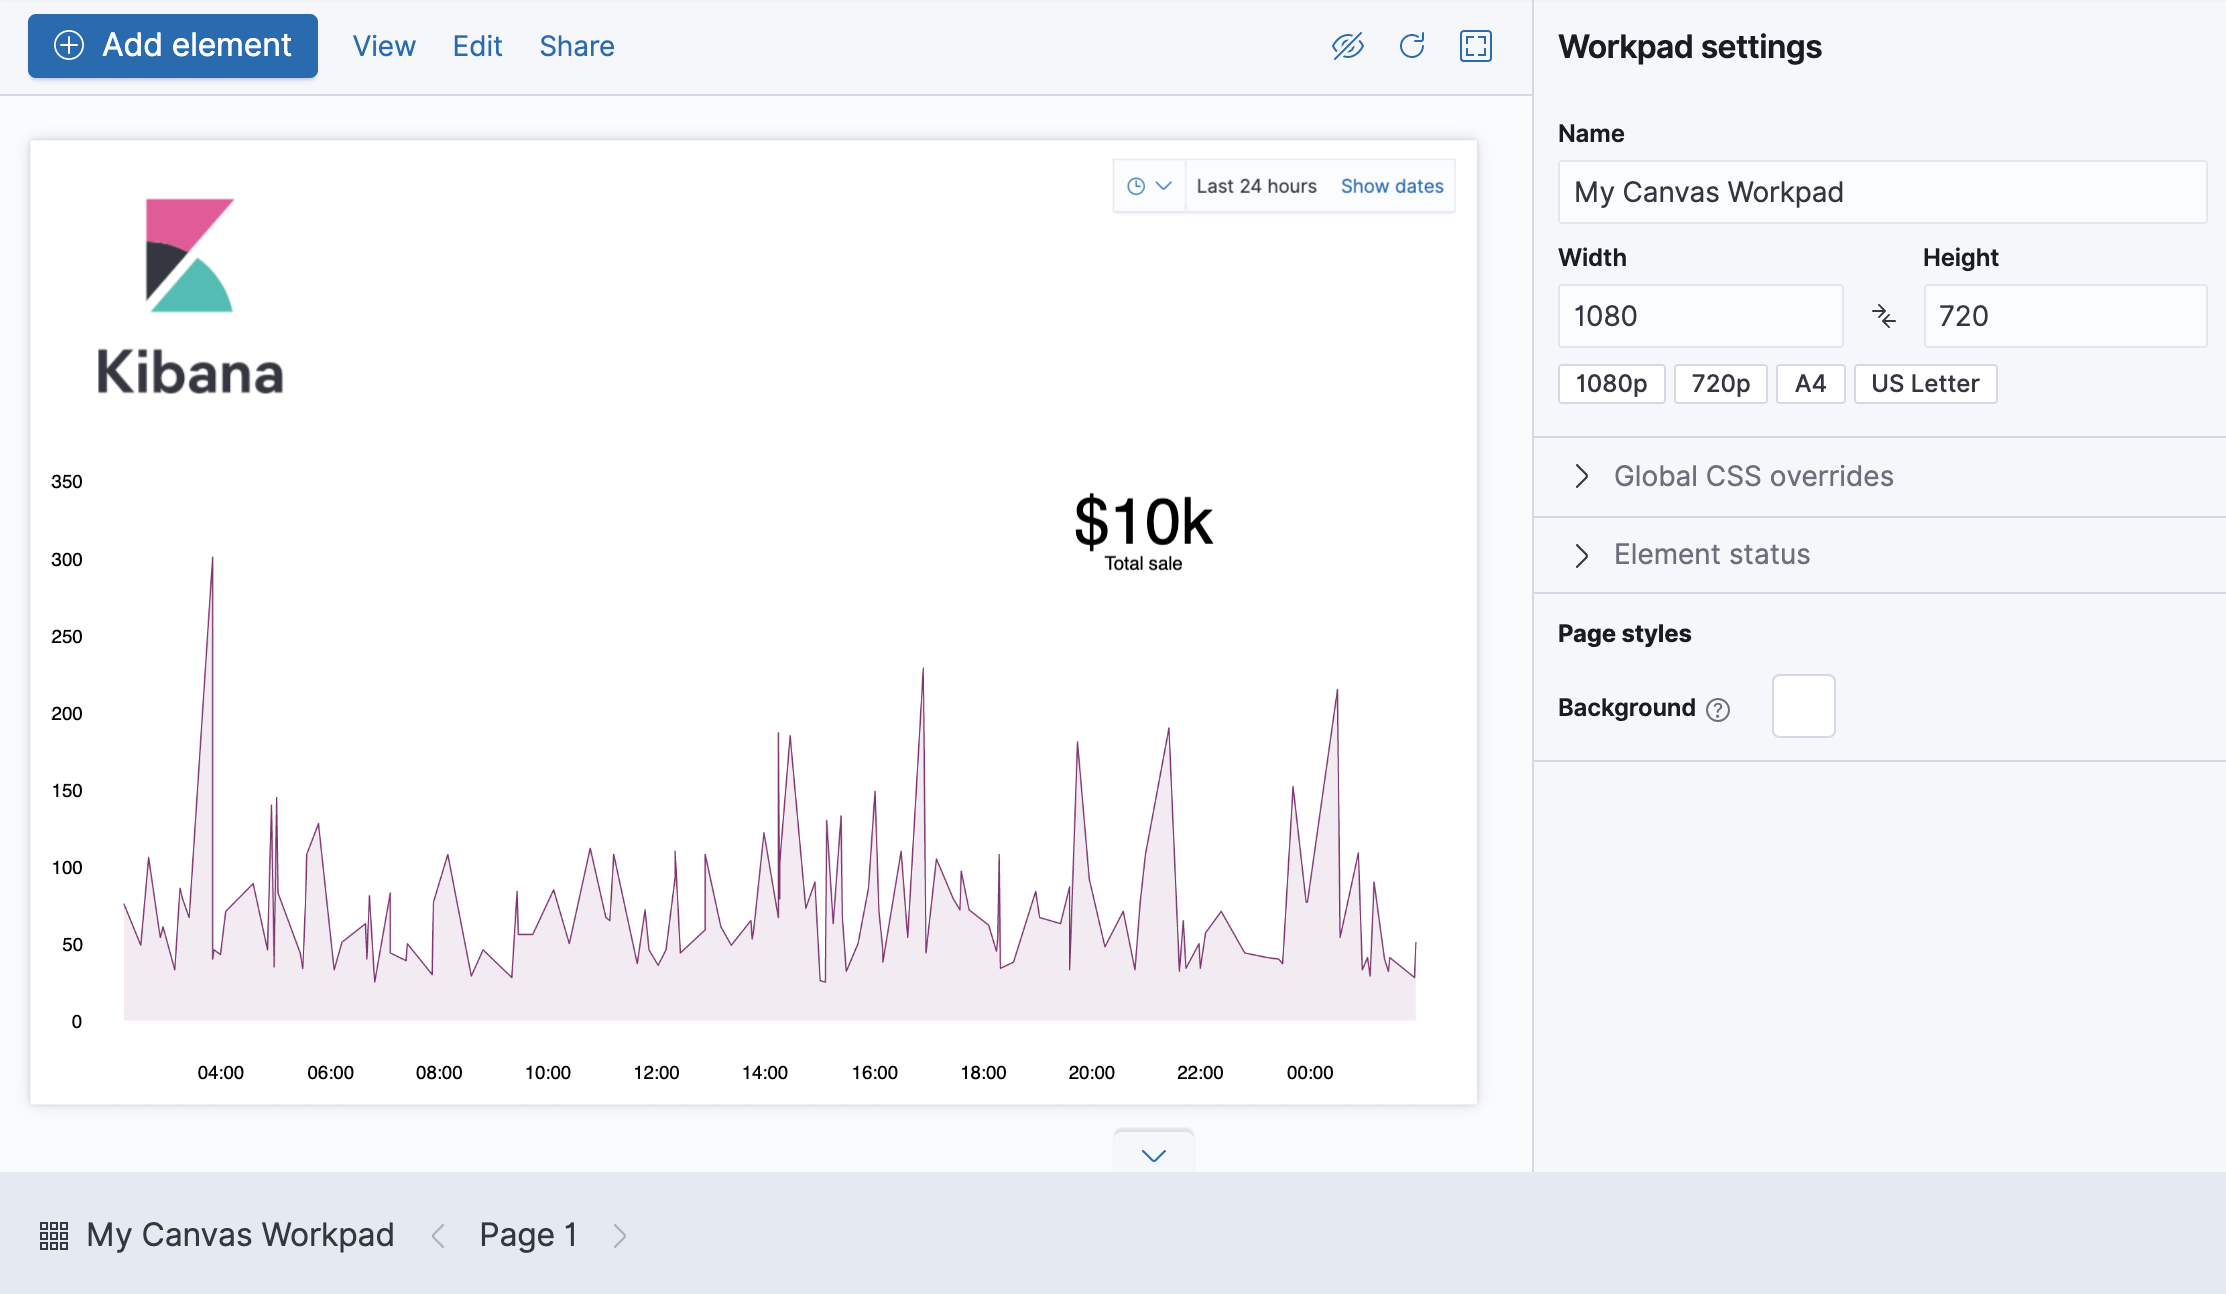 Add element View Edit Share
Last 24 hours Show dates
Kibana
$10k
Total sale
350
300
250
200
150
100
50
0
04:00 06:00 08:00 10:00 12:00 14:00 16:00 18:00 20:00 22:00 00:00
My Canvas Workpad Page 1
Workpad settings
Name
My Canvas Workpad
Width Height
1080 720
1080p 720p A4 US Letter
Global CSS overrides
Element status
Page styles
Background ?